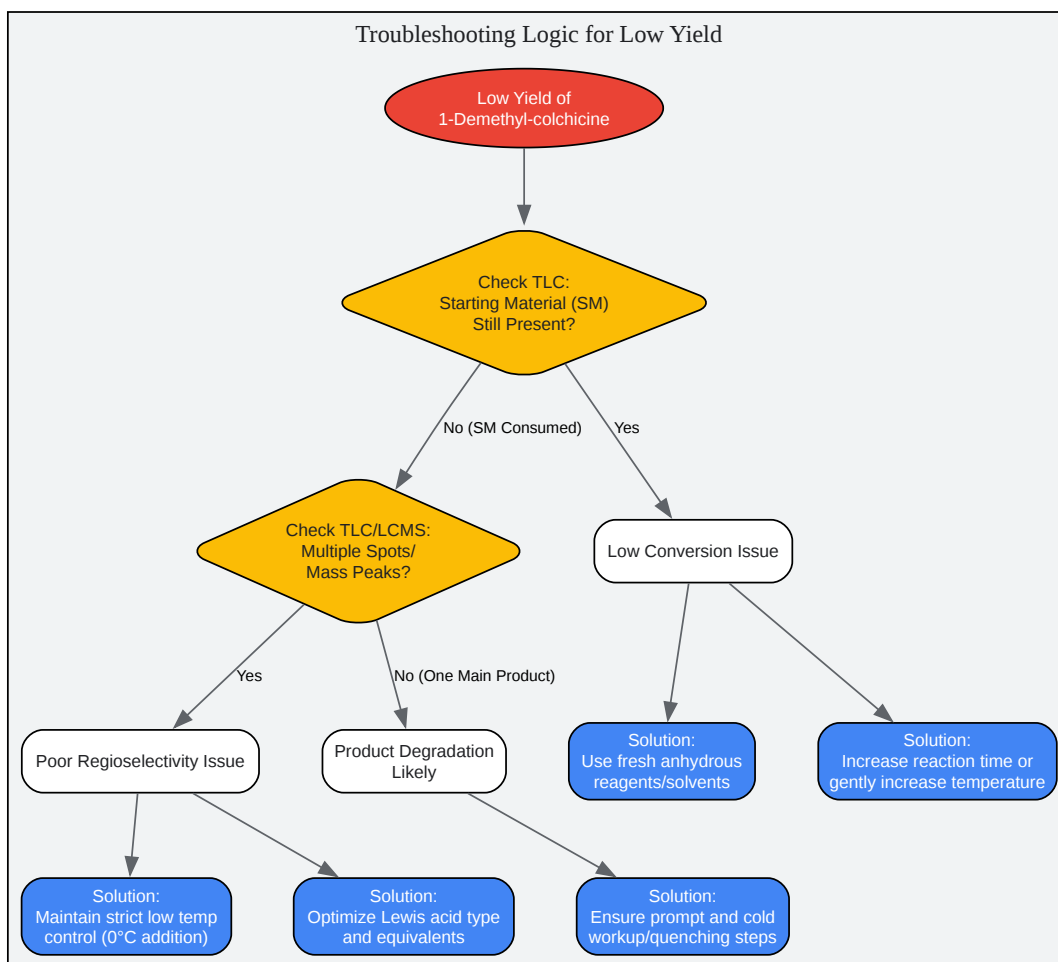 Troubleshooting Logic for Low Yield
Low Yield of
1-Demethyl-colchicine
Check TLC:
Starting Material (SM)
Still Present?
No (SM Consumed)
Yes
Check TLC/LCMS:
Multiple Spots/
Mass Peaks?
Low Conversion Issue
Yes
No (One Main Product)
Poor Regioselectivity Issue
Product Degradation
Likely
Solution:
Use fresh anhydrous
reagents/solvents
Solution:
Increase reaction time or
gently increase temperature
Solution:
Maintain strict low temp
control (0°C addition)
Solution:
Optimize Lewis acid type
and equivalents
Solution:
Ensure prompt and cold
workup/quenching steps